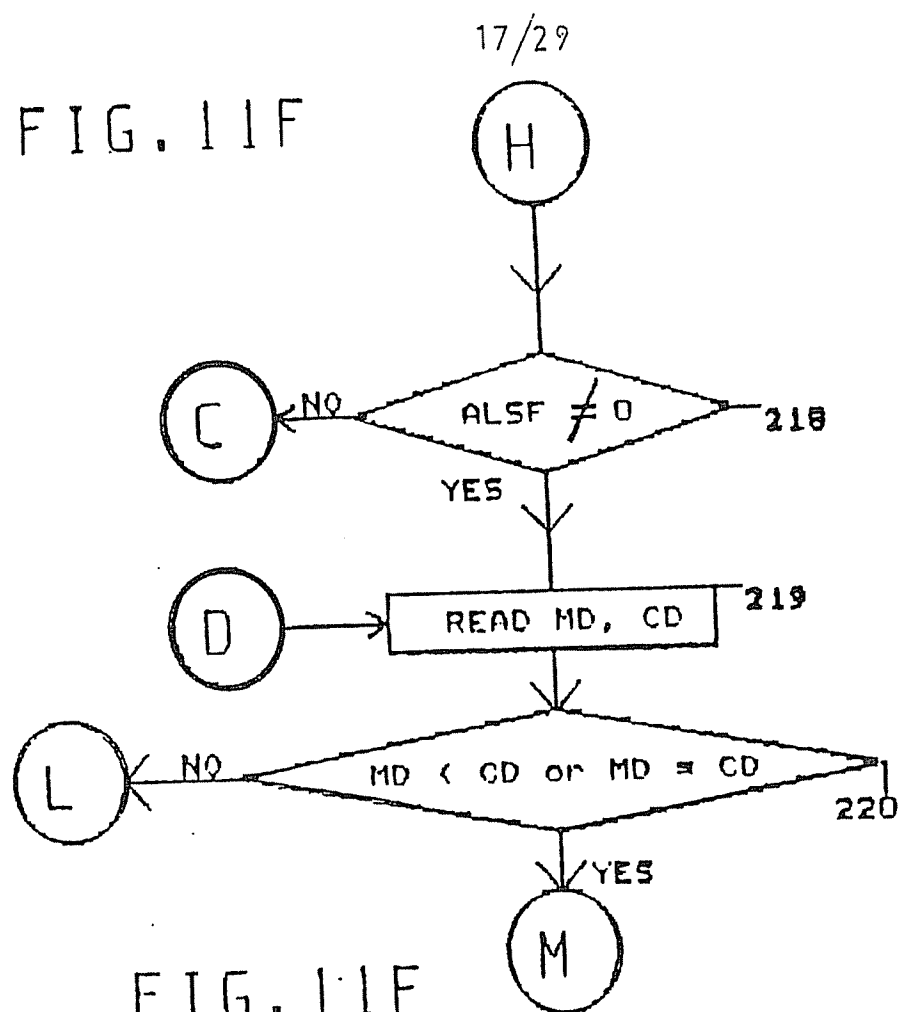 17/29
FIG. 11F
H
C
NO
ALSF ≠ 0
218
YES
D
READ MD, CD
219
L
NO
MD < CD or MD = CD
220
YES
M
FIG. 11F